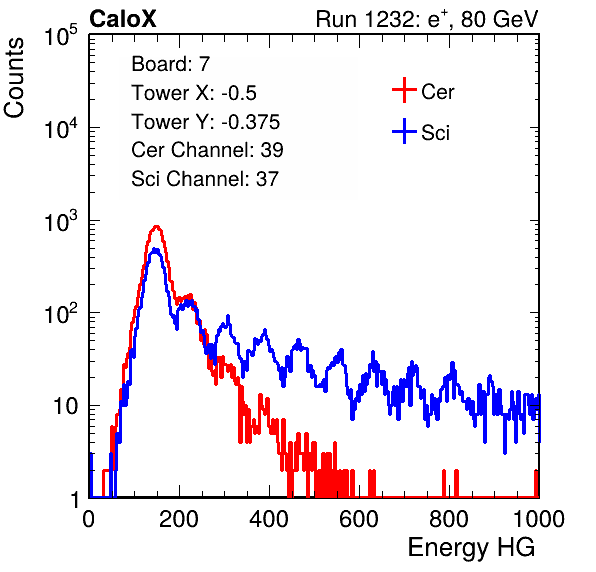 CaloX Run 1232: e⁺, 80 GeV
Counts
10⁵
10⁴
10³
10²
10
1
Board: 7
Tower X: -0.5
Tower Y: -0.375
Cer Channel: 39
Sci Channel: 37
Cer
Sci
0 200 400 600 800 1000
Energy HG